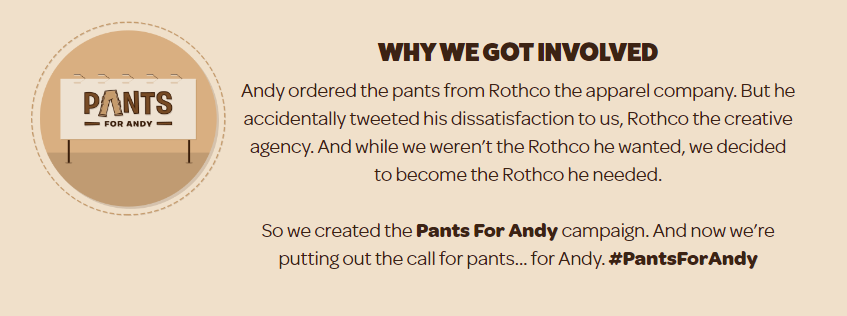 PANTS
FOR ANDY
WHY WE GOT INVOLVED
Andy ordered the pants from Rothco the apparel company. But he
accidentally tweeted his dissatisfaction to us, Rothco the creative
agency. And while we weren’t the Rothco he wanted, we decided
to become the Rothco he needed.
So we created the Pants For Andy campaign. And now we’re
putting out the call for pants... for Andy. #PantsForAndy